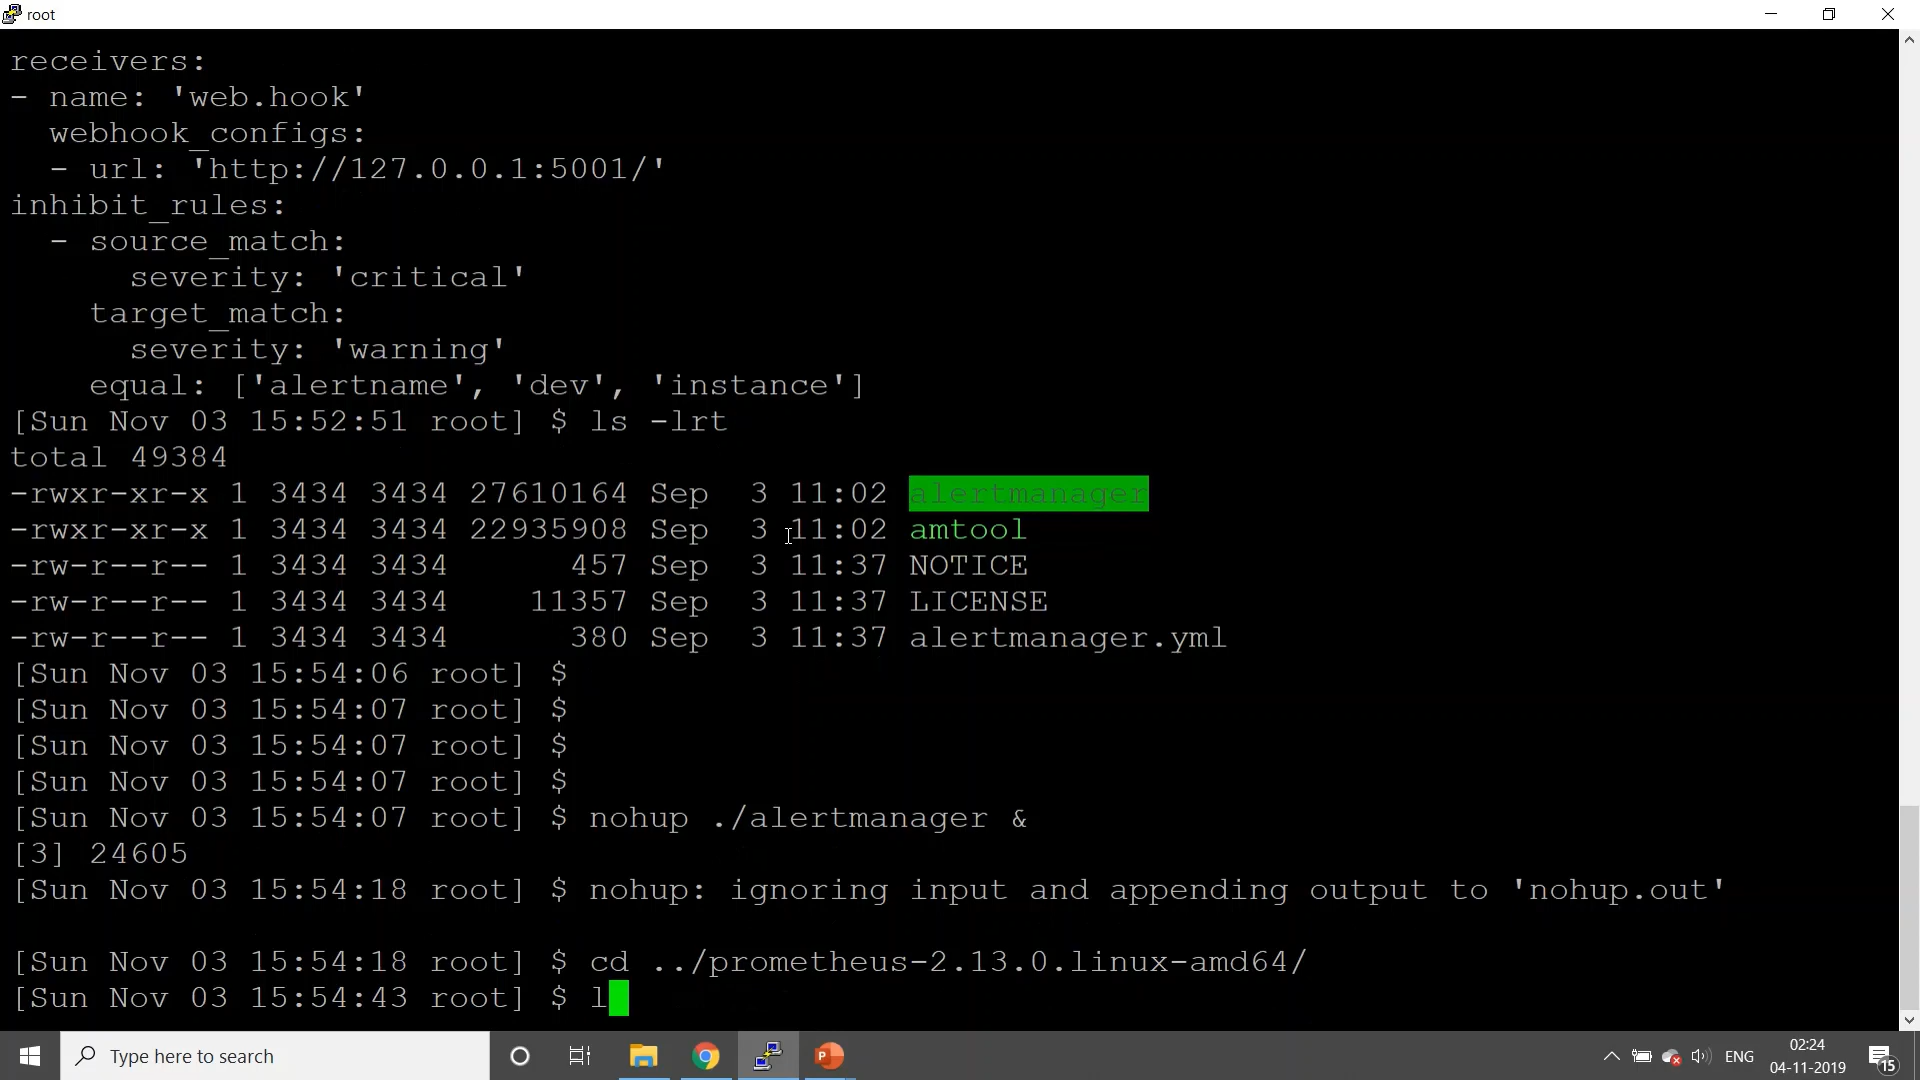 root
receivers:
- name: 'web.hook'
  webhook_configs:
  - url: 'http://127.0.0.1:5001/'
inhibit_rules:
  - source_match:
      severity: 'critical'
    target_match:
      severity: 'warning'
    equal: ['alertname', 'dev', 'instance']
[Sun Nov 03 15:52:51 root] $ ls -lrt
total 49384
-rwxr-xr-x 1 3434 3434 27610164 Sep  3 11:02 alertmanager
-rwxr-xr-x 1 3434 3434 22935908 Sep  3 11:02 amtool
-rw-r--r-- 1 3434 3434      457 Sep  3 11:37 NOTICE
-rw-r--r-- 1 3434 3434    11357 Sep  3 11:37 LICENSE
-rw-r--r-- 1 3434 3434      380 Sep  3 11:37 alertmanager.yml
[Sun Nov 03 15:54:06 root] $
[Sun Nov 03 15:54:07 root] $
[Sun Nov 03 15:54:07 root] $
[Sun Nov 03 15:54:07 root] $
[Sun Nov 03 15:54:07 root] $ nohup ./alertmanager &
[3] 24605
[Sun Nov 03 15:54:18 root] $ nohup: ignoring input and appending output to 'nohup.out'
[Sun Nov 03 15:54:18 root] $ cd ../prometheus-2.13.0.linux-amd64/
[Sun Nov 03 15:54:43 root] $ l
Type here to search
P
ENG
02:24
04-11-2019
15